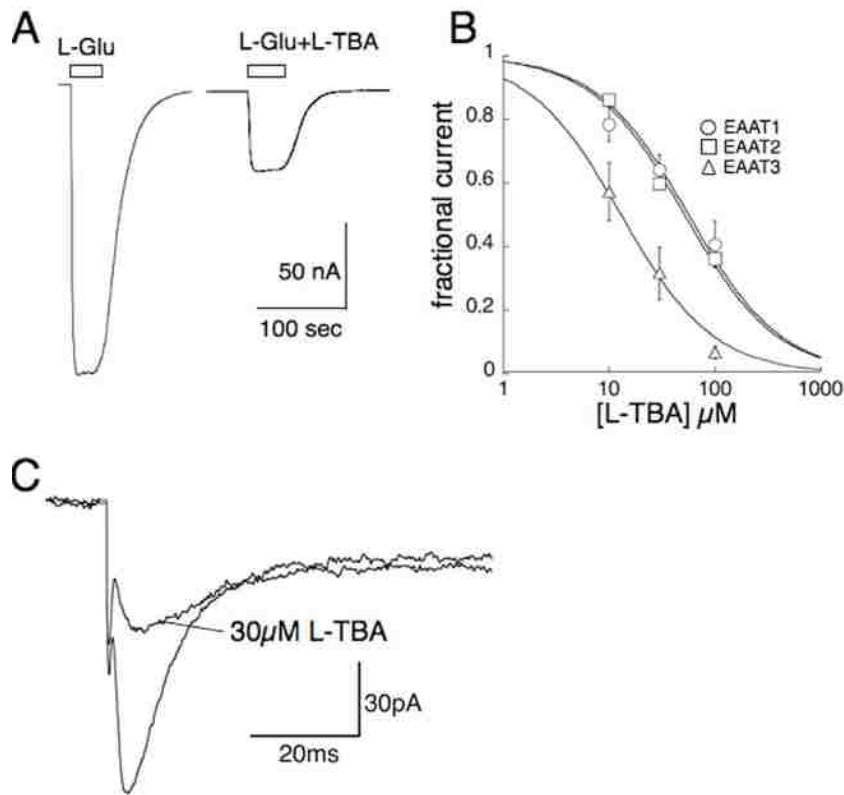 A
L-Glu
L-Glu+L-TBA
50 nA
100 sec
B
fractional current
1
0.8
0.6
0.4
0.2
0
EAAT1
EAAT2
EAAT3
1
10
100
1000
[L-TBA] µM
C
30µM L-TBA
30pA
20ms